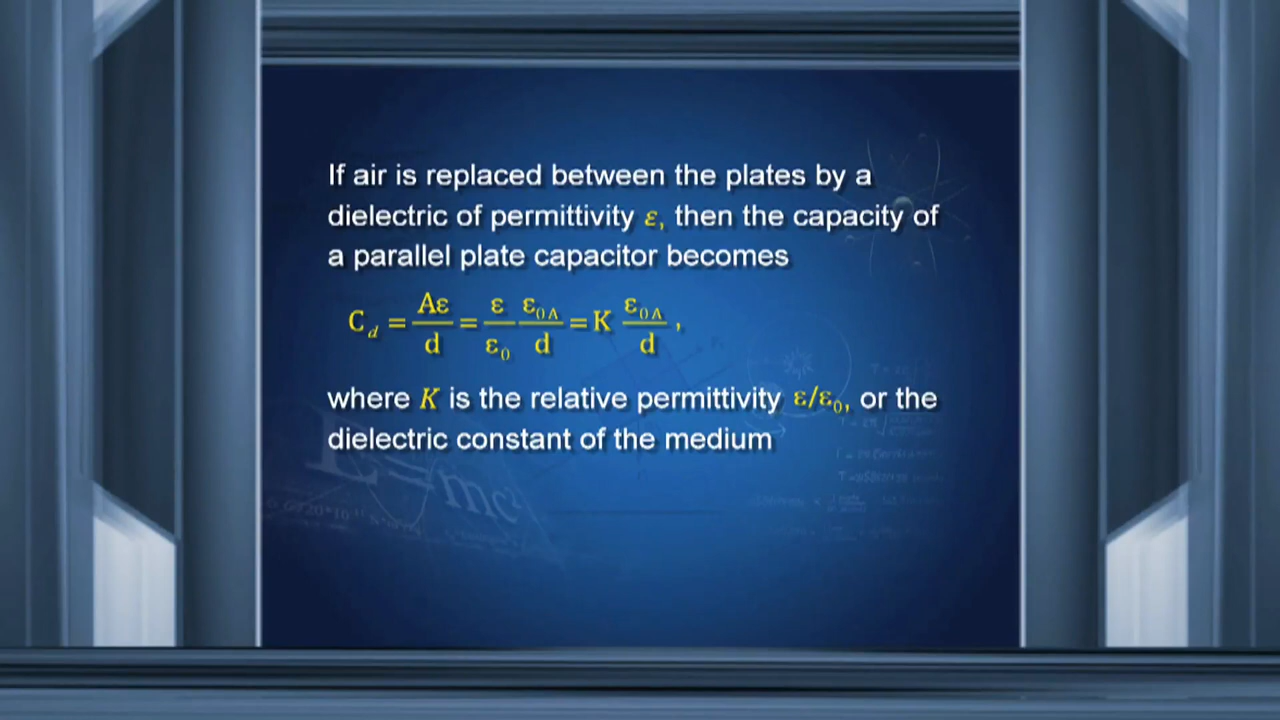 If air is replaced between the plates by a
dielectric of permittivity ε, then the capacity of
a parallel plate capacitor becomes
C_d = Aε/d = ε/ε₀ ε₀A/d = K ε₀A/d ,
where K is the relative permittivity ε/ε₀, or the
dielectric constant of the medium
E=mc²